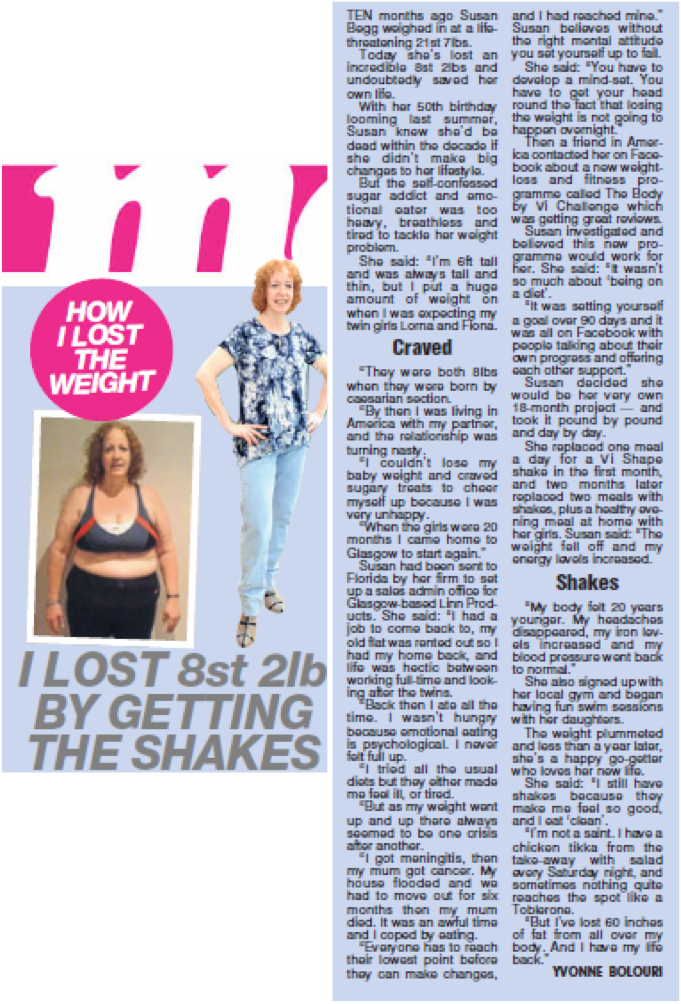 m
HOW
I LOST
THE
WEIGHT
I LOST 8st 2lb
BY GETTING
THE SHAKES
TEN months ago Susan
Begg weighed in at a life-
threatening 21st 7lbs.
Today she's lost an
incredible 8st 2lbs and
undoubtedly saved her
own life.
With her 50th birthday
looming last summer,
Susan knew she'd be
dead within the decade if
she didn't make big
changes to her lifestyle.
But the self-confessed
sugar addict and emo-
tional eater was too
heavy, breathless and
tired to tackle her weight
problem.
She said: "I'm 6ft tall
and was always tall and
thin, but I put a huge
amount of weight on
when I was expecting my
twin girls Lorna and Fiona.
Craved
"They were both 8lbs
when they were born by
caesarian section.
"By then I was living in
America with my partner,
and the relationship was
turning nasty.
"I couldn't lose my
baby weight and craved
sugary treats to cheer
myself up because I was
very unhappy.
"When the girls were 20
months I came home to
Glasgow to start again."
Susan had been sent to
Florida by her firm to set
up a sales admin office for
Glasgow-based Linn Prod-
ucts. She said: "I had a
job to come back to, my
old flat was rented out so I
had my home back, and
life was hectic between
working full-time and look-
ing after the twins.
"Back then I ate all the
time. I wasn't hungry
because emotional eating
is psychological. I never
felt full up.
"I tried all the usual
diets but they either made
me feel ill, or tired.
"But as my weight went
up and up there always
seemed to be one crisis
after another.
"I got meningitis, then
my mum got cancer. My
house flooded and we
had to move out for six
months then my mum
died. It was an awful time
and I coped by eating.
"Everyone has to reach
their lowest point before
they can make changes,
and I had reached mine."
Susan believes without
the right mental attitude
you set yourself up to fail.
She said: "You have to
develop a mind-set. You
have to get your head
round the fact that losing
the weight is not going to
happen overnight."
Then a friend in Amer-
ica contacted her on Face-
book about a new weight-
loss and fitness pro-
gramme called The Body
by Vi Challenge which
was getting great reviews.
Susan investigated and
believed this new pro-
gramme would work for
her. She said: "It wasn't
so much about 'being on
a diet'.
"It was setting yourself
a goal over 90 days and it
was all on Facebook with
people talking about their
own progress and offering
each other support."
Susan decided she
would be her very own
18-month project — and
took it pound by pound
and day by day.
She replaced one meal
a day for a Vi Shape
shake in the first month,
and two months later
replaced two meals with
shakes, plus a healthy eve-
ning meal at home with
her girls. Susan said: "The
weight fell off and my
energy levels increased.
Shakes
"My body felt 20 years
younger. My headaches
disappeared, my iron lev-
els increased and my
blood pressure went back
to normal."
She also signed up with
her local gym and began
having fun swim sessions
with her daughters.
The weight plummeted
and less than a year later,
she's a happy go-getter
who loves her new life.
She said: "I still have
shakes because they
make me feel so good,
and I eat 'clean'.
"I'm not a saint. I have a
chicken tikka from the
take-away with salad
every Saturday night, and
sometimes nothing quite
reaches the spot like a
Toblerone.
"But I've lost 60 inches
of fat from all over my
body. And I have my life
back."
YVONNE BOLOURI